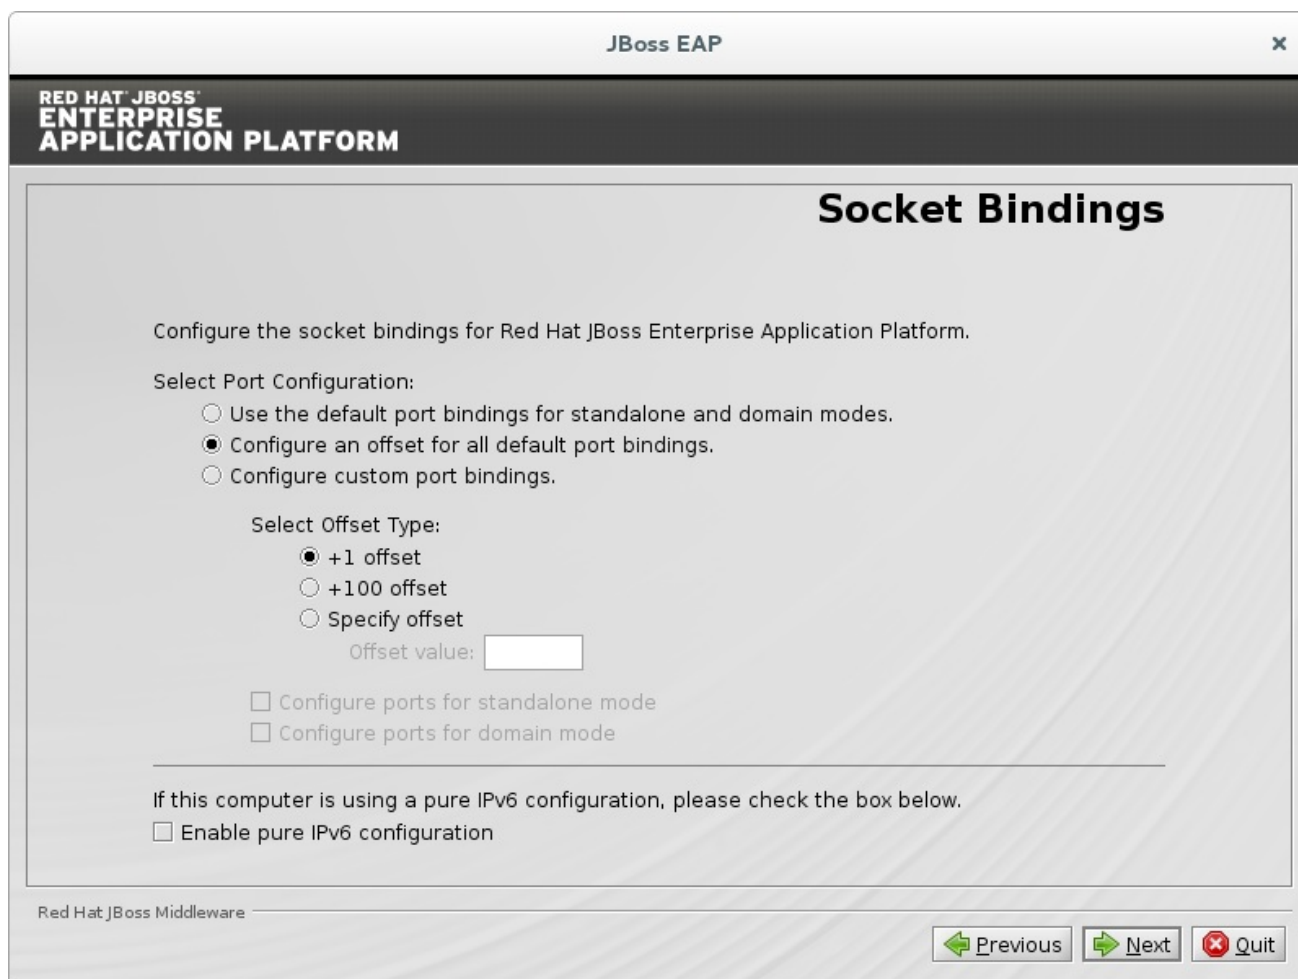 JBoss EAP
RED HAT JBOSS
ENTERPRISE
APPLICATION PLATFORM
Socket Bindings
Configure the socket bindings for Red Hat JBoss Enterprise Application Platform.
Select Port Configuration:
Use the default port bindings for standalone and domain modes.
Configure an offset for all default port bindings.
Configure custom port bindings.
Select Offset Type:
+1 offset
+100 offset
Specify offset
Offset value:
Configure ports for standalone mode
Configure ports for domain mode
If this computer is using a pure IPv6 configuration, please check the box below.
Enable pure IPv6 configuration
Red Hat JBoss Middleware
Previous Next Quit